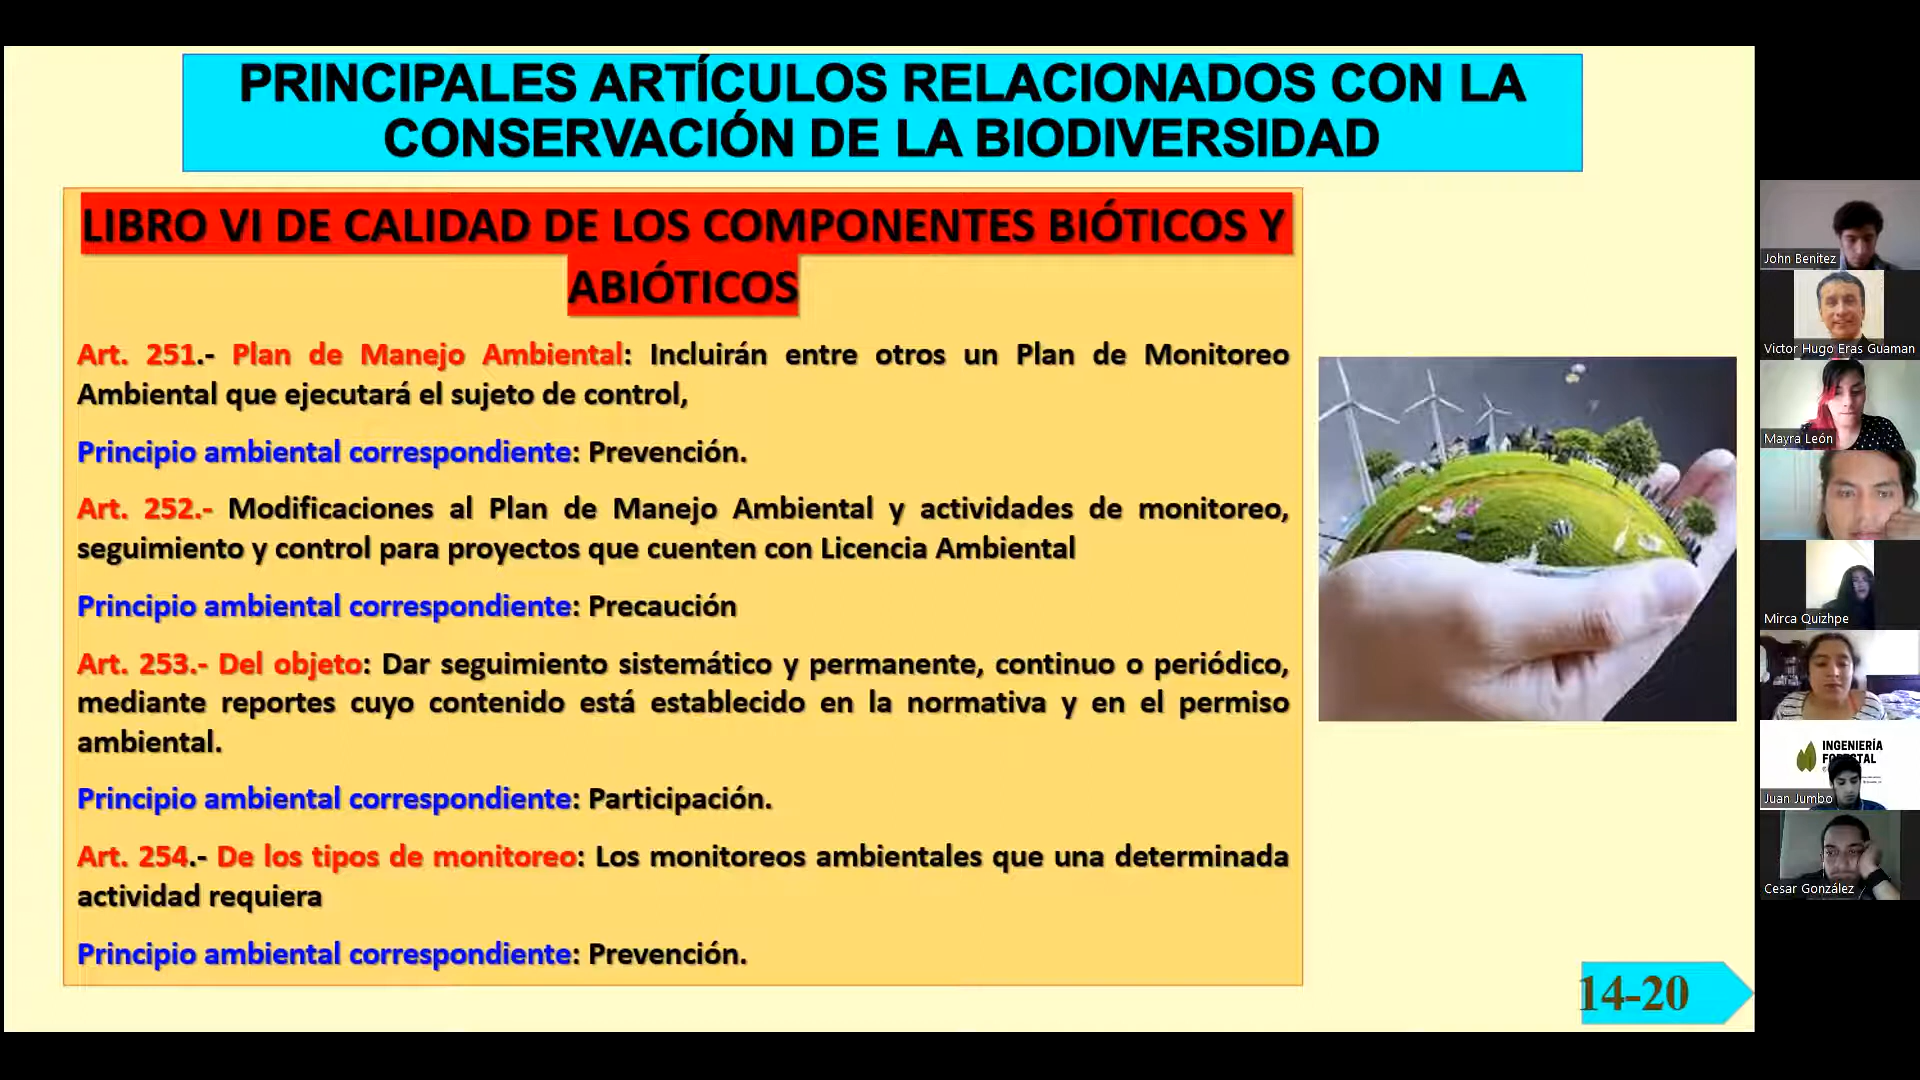 PRINCIPALES ARTÍCULOS RELACIONADOS CON LA
CONSERVACIÓN DE LA BIODIVERSIDAD
LIBRO VI DE CALIDAD DE LOS COMPONENTES BIÓTICOS Y
ABIÓTICOS
Art. 251.- Plan de Manejo Ambiental: Incluirán entre otros un Plan de Monitoreo
Ambiental que ejecutará el sujeto de control,
Principio ambiental correspondiente: Prevención.
Art. 252.- Modificaciones al Plan de Manejo Ambiental y actividades de monitoreo,
seguimiento y control para proyectos que cuenten con Licencia Ambiental
Principio ambiental correspondiente: Precaución
Art. 253.- Del objeto: Dar seguimiento sistemático y permanente, continuo o periódico,
mediante reportes cuyo contenido está establecido en la normativa y en el permiso
ambiental.
Principio ambiental correspondiente: Participación.
Art. 254.- De los tipos de monitoreo: Los monitoreos ambientales que una determinada
actividad requiera
Principio ambiental correspondiente: Prevención.
14-20
John Benítez
Victor Hugo Eras Guaman
Mayra León
Mirca Quizhpe
INGENIERÍA
Juan Jumbo
Cesar González